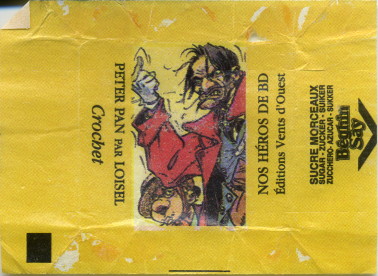 PETER PAN PAR LOISEL
Crochet
NOS HÉROS DE BD
Éditions Vents d'Ouest
SUCRE MORCEAUX
SUGAR - ZUCKER - SUIKER
ZUCCHERO - AZUCAR - SUKKER
Béghin
Say